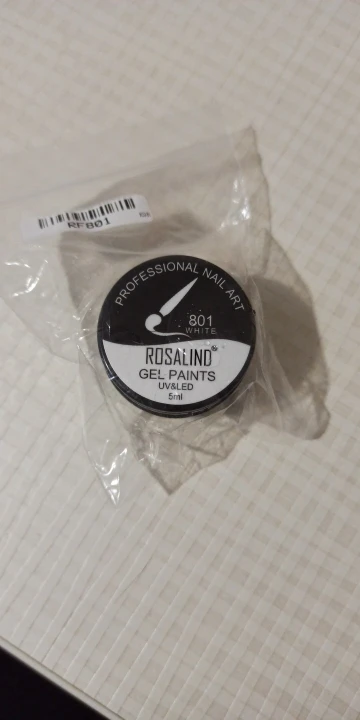 RF801
PROFESSIONAL NAIL ART
801
WHITE
ROSALIND®
GEL PAINTS
UV&LED
5ml